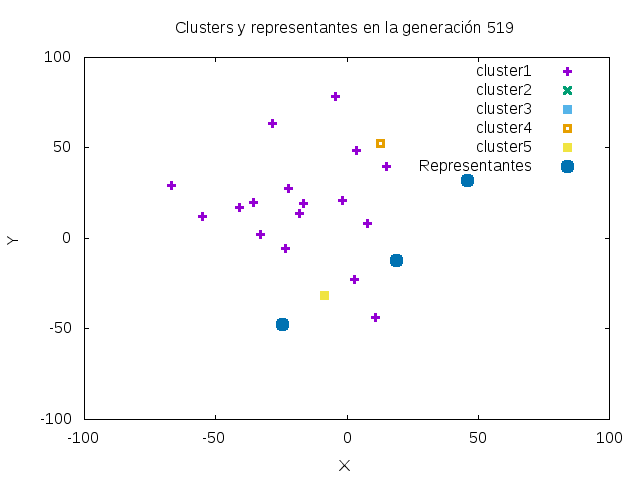 Clusters y representantes en la generación 519
100
50
0
-50
-100
-100
-50
0
50
100
Y
X
cluster1
cluster2
cluster3
cluster4
cluster5
Representantes